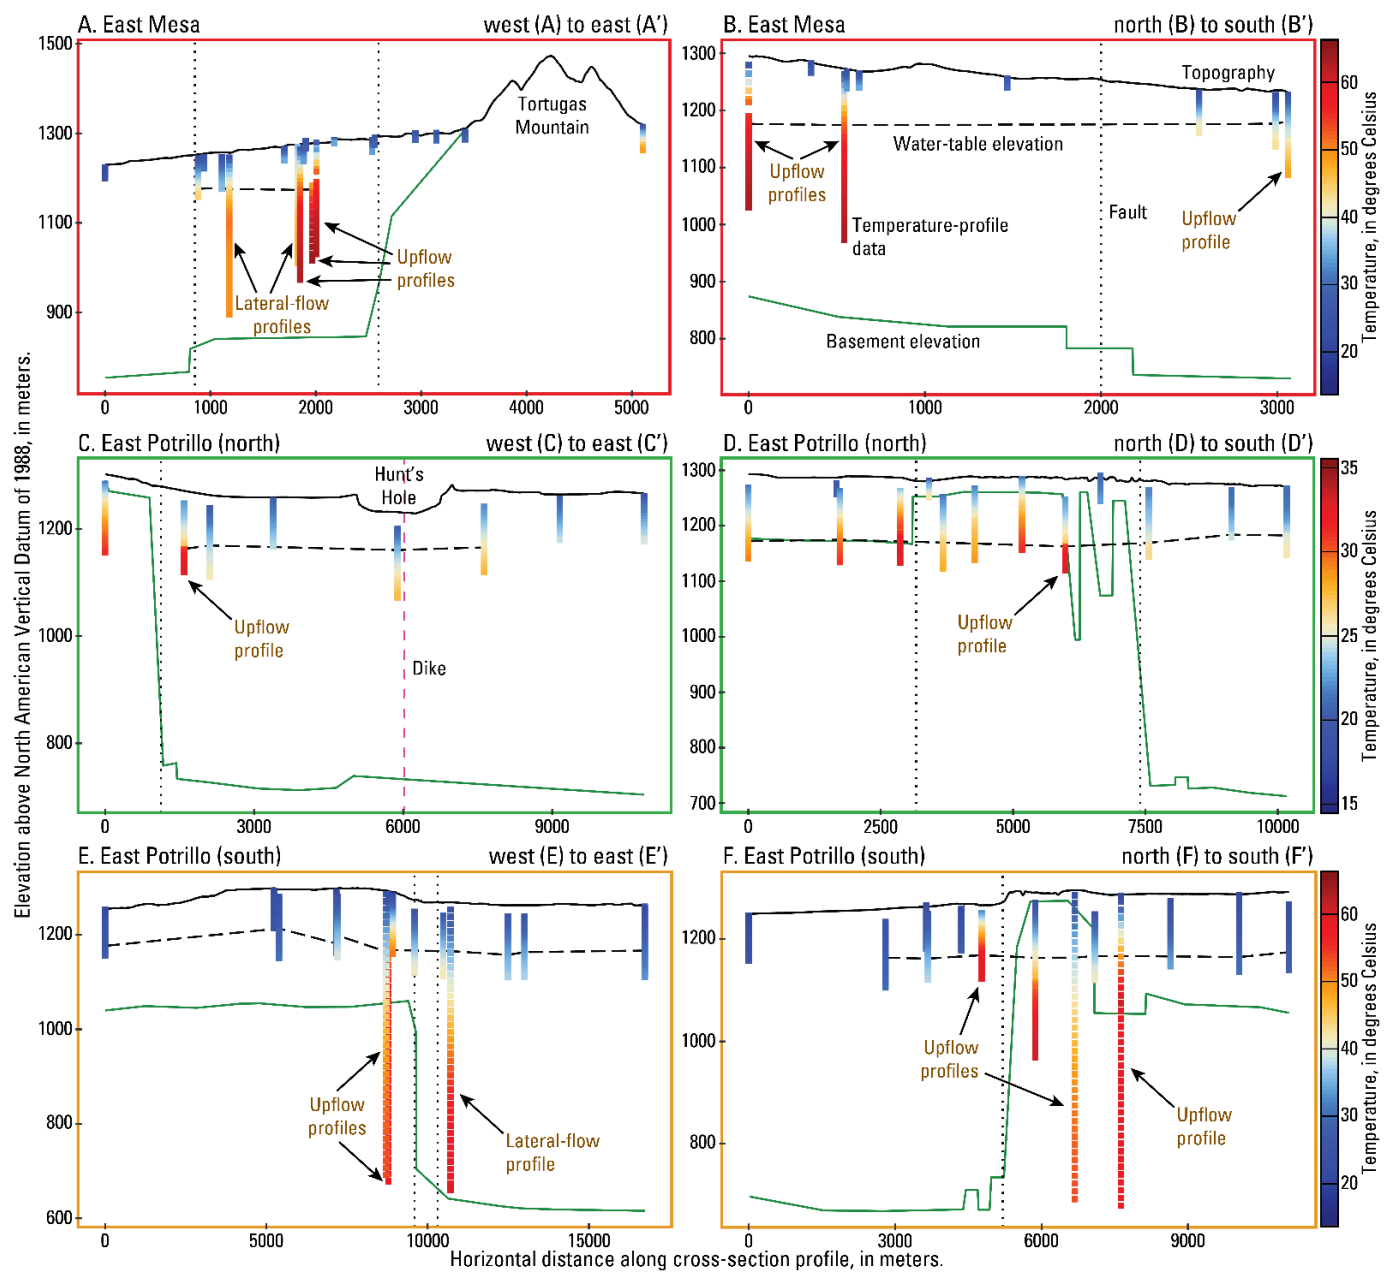 A. East Mesa
west (A) to east (A’)
1500
1300
1100
900
Tortugas
Mountain
Upflow
profiles
Lateral-flow
profiles
0
1000
2000
3000
4000
5000
B. East Mesa
north (B) to south (B’)
1300
1200
1100
1000
900
800
Topography
Water-table elevation
Upflow
profiles
Temperature-profile
data
Fault
Upflow
profile
Basement elevation
0
1000
2000
3000
60
50
40
30
20
Temperature, in degrees Celsius
C. East Potrillo (north)
west (C) to east (C’)
1200
1000
800
Hunt’s
Hole
Upflow
profile
Dike
0
3000
6000
9000
D. East Potrillo (north)
north (D) to south (D’)
1300
1200
1100
1000
900
800
700
Upflow
profile
0
2500
5000
7500
10000
35
30
25
20
15
Temperature, in degrees Celsius
E. East Potrillo (south)
west (E) to east (E’)
1200
1000
800
600
Upflow
profiles
Lateral-flow
profile
0
5000
10000
15000
F. East Potrillo (south)
north (F) to south (F’)
1200
1000
800
Upflow
profiles
Upflow
profile
0
3000
6000
9000
60
50
40
30
20
Temperature, in degrees Celsius
Elevation above North American Vertical Datum of 1988, in meters.
Horizontal distance along cross-section profile, in meters.